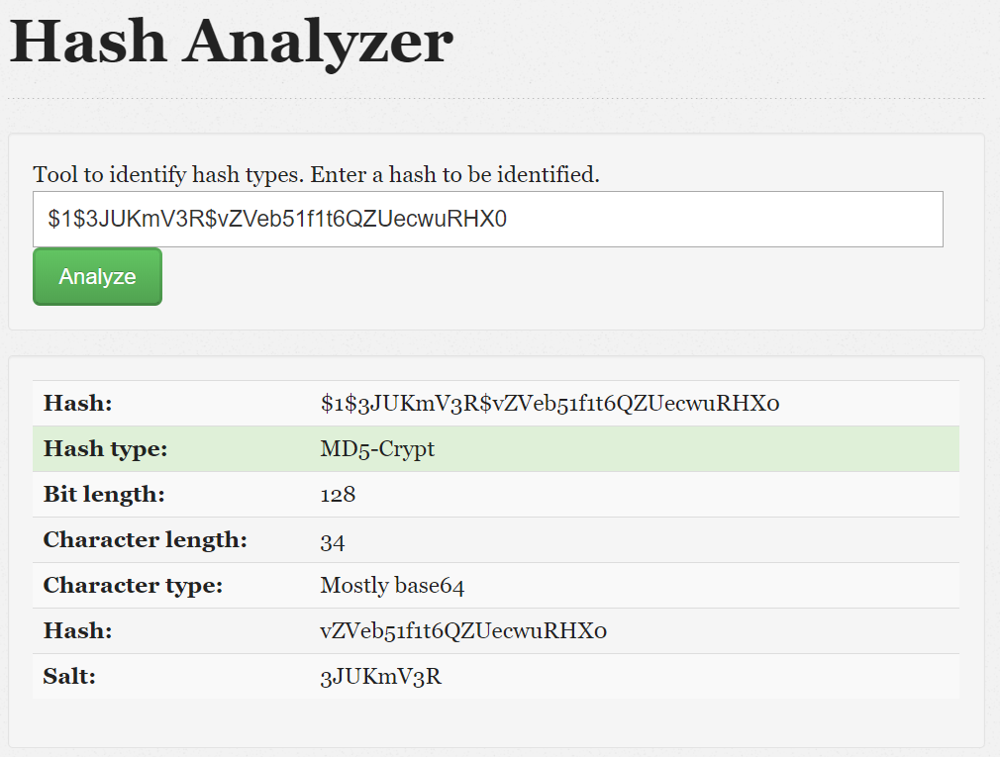 Hash Analyzer
Tool to identify hash types. Enter a hash to be identified.
$1$3JUKmV3R$vZVeb51f1t6QZUecwuRHX0
Analyze
Hash: $1$3JUKmV3R$vZVeb51f1t6QZUecwuRHX0
Hash type: MD5-Crypt
Bit length: 128
Character length: 34
Character type: Mostly base64
Hash: vZVeb51f1t6QZUecwuRHX0
Salt: 3JUKmV3R